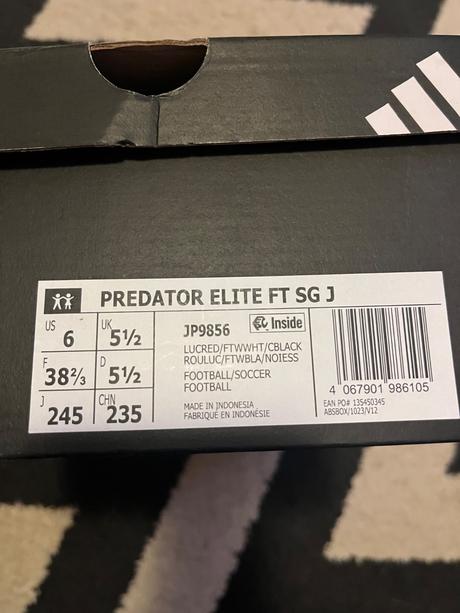 PREDATOR ELITE FT SG J
US 6
UK 5½
F 38⅔
D 5½
J 245
CHN 235
JP9856
Inside
LUCRED/FTWWHT/CBLACK
ROULUC/FTWBLA/NOIESS
FOOTBALL/SOCCER
FOOTBALL
MADE IN INDONESIA
FABRIQUE EN INDONÉSIE
4 067901 986105
EAN PO# 135450345
ABSBOX/1023/V12